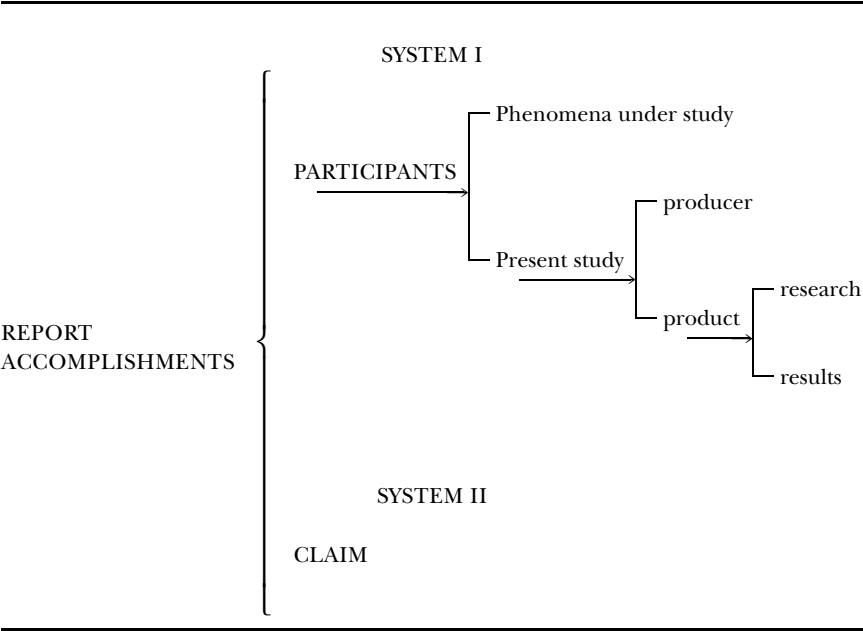 SYSTEM I
Phenomena under study
PARTICIPANTS
producer
Present study
research
product
REPORT
ACCOMPLISHMENTS
results
SYSTEM II
CLAIM